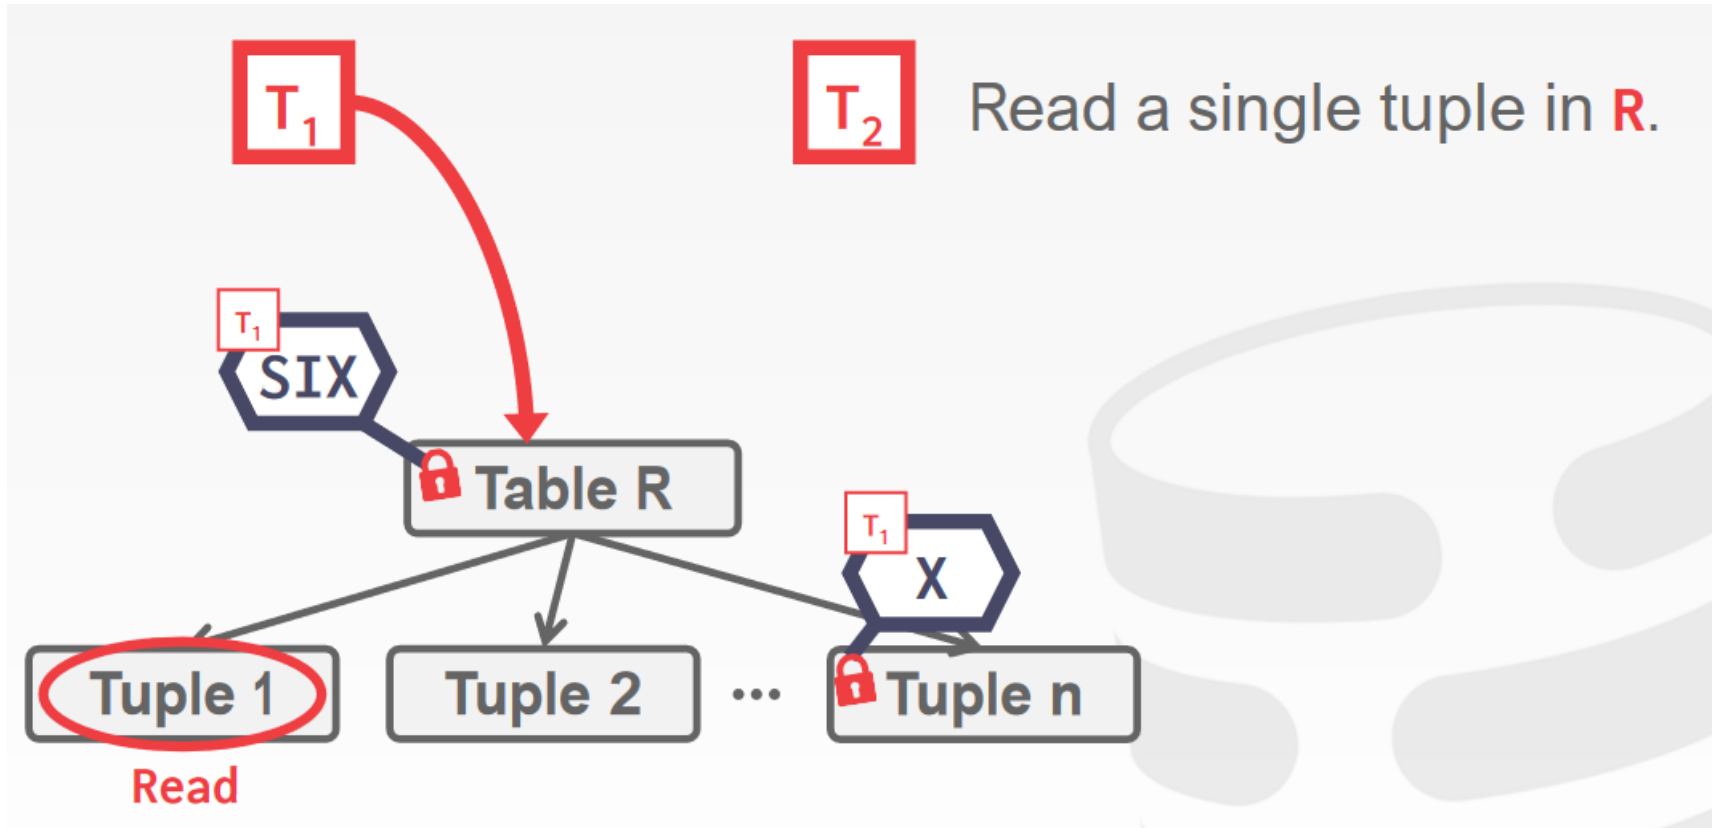 T₁
T₂ Read a single tuple in R.
T₁
SIX
Table R
T₁
X
Tuple 1
Tuple 2
...
Tuple n
Read